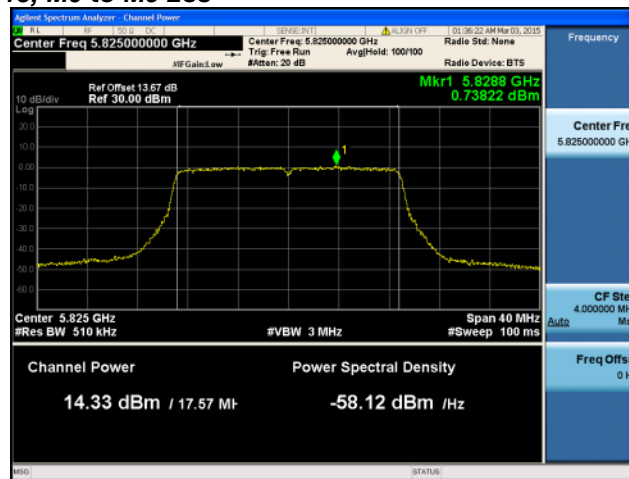 Agilent Spectrum Analyzer - Channel Power
RL RF 50 Ω DC SENSE:INT ALIGN OFF 01:36:22 AM Mar 03, 2015
Center Freq 5.825000000 GHz Center Freq: 5.825000000 GHz Radio Std: None Frequency
Trig: Free Run Avg|Hold: 100/100
#IFGain:Low #Atten: 20 dB Radio Device: BTS
Ref Offset 13.67 dB Mkr1 5.8288 GHz
10 dB/div Ref 30.00 dBm 0.73822 dBm
Log
20.0
10.0
0.00
-10.0
-20.0
-30.0
-40.0
-50.0
-60.0
1
Center Fre
5.825000000 GH
Center 5.825 GHz Span 40 MHz
#Res BW 510 kHz #VBW 3 MHz #Sweep 100 ms
CF Ste
4.000000 MH
Auto Ma
Freq Offs
0 H
Channel Power Power Spectral Density
14.33 dBm / 17.57 MH -58.12 dBm /Hz
MSG STATUS